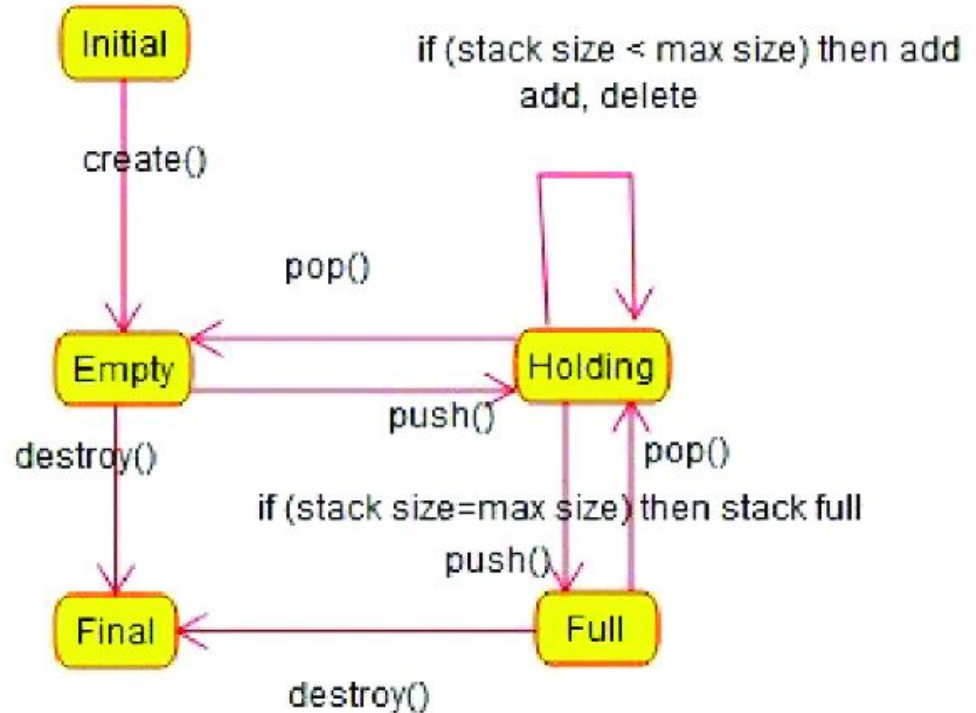 Initial
if (stack size < max size) then add
add, delete
create()
pop()
Empty
Holding
push()
destroy()
pop()
if (stack size=max size) then stack full
push()
Final
Full
destroy()